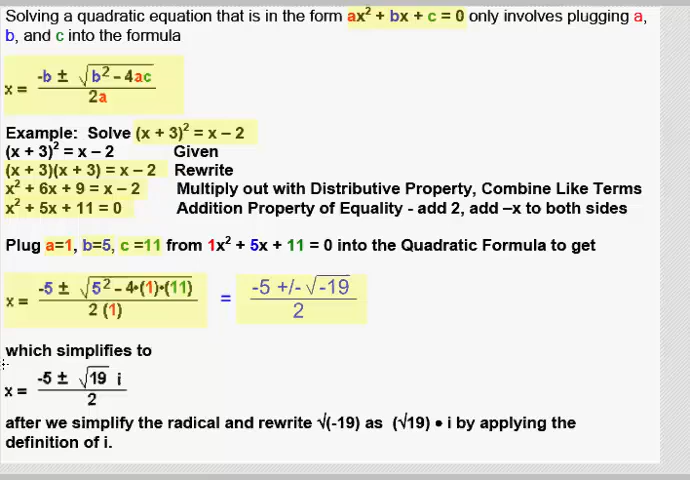 Solving a quadratic equation that is in the form ax² + bx + c = 0 only involves plugging a,
b, and c into the formula
x = (-b ± √(b² – 4ac)) / 2a
Example: Solve (x + 3)² = x – 2
(x + 3)² = x – 2 Given
(x + 3)(x + 3) = x – 2 Rewrite
x² + 6x + 9 = x – 2 Multiply out with Distributive Property, Combine Like Terms
x² + 5x + 11 = 0 Addition Property of Equality - add 2, add –x to both sides
Plug a=1, b=5, c =11 from 1x² + 5x + 11 = 0 into the Quadratic Formula to get
x = (-5 ± √(5² – 4•(1)•(11))) / 2 (1) = (-5 +/- √-19) / 2
which simplifies to
x = (-5 ± √19 i) / 2
after we simplify the radical and rewrite √(-19) as (√19) • i by applying the
definition of i.